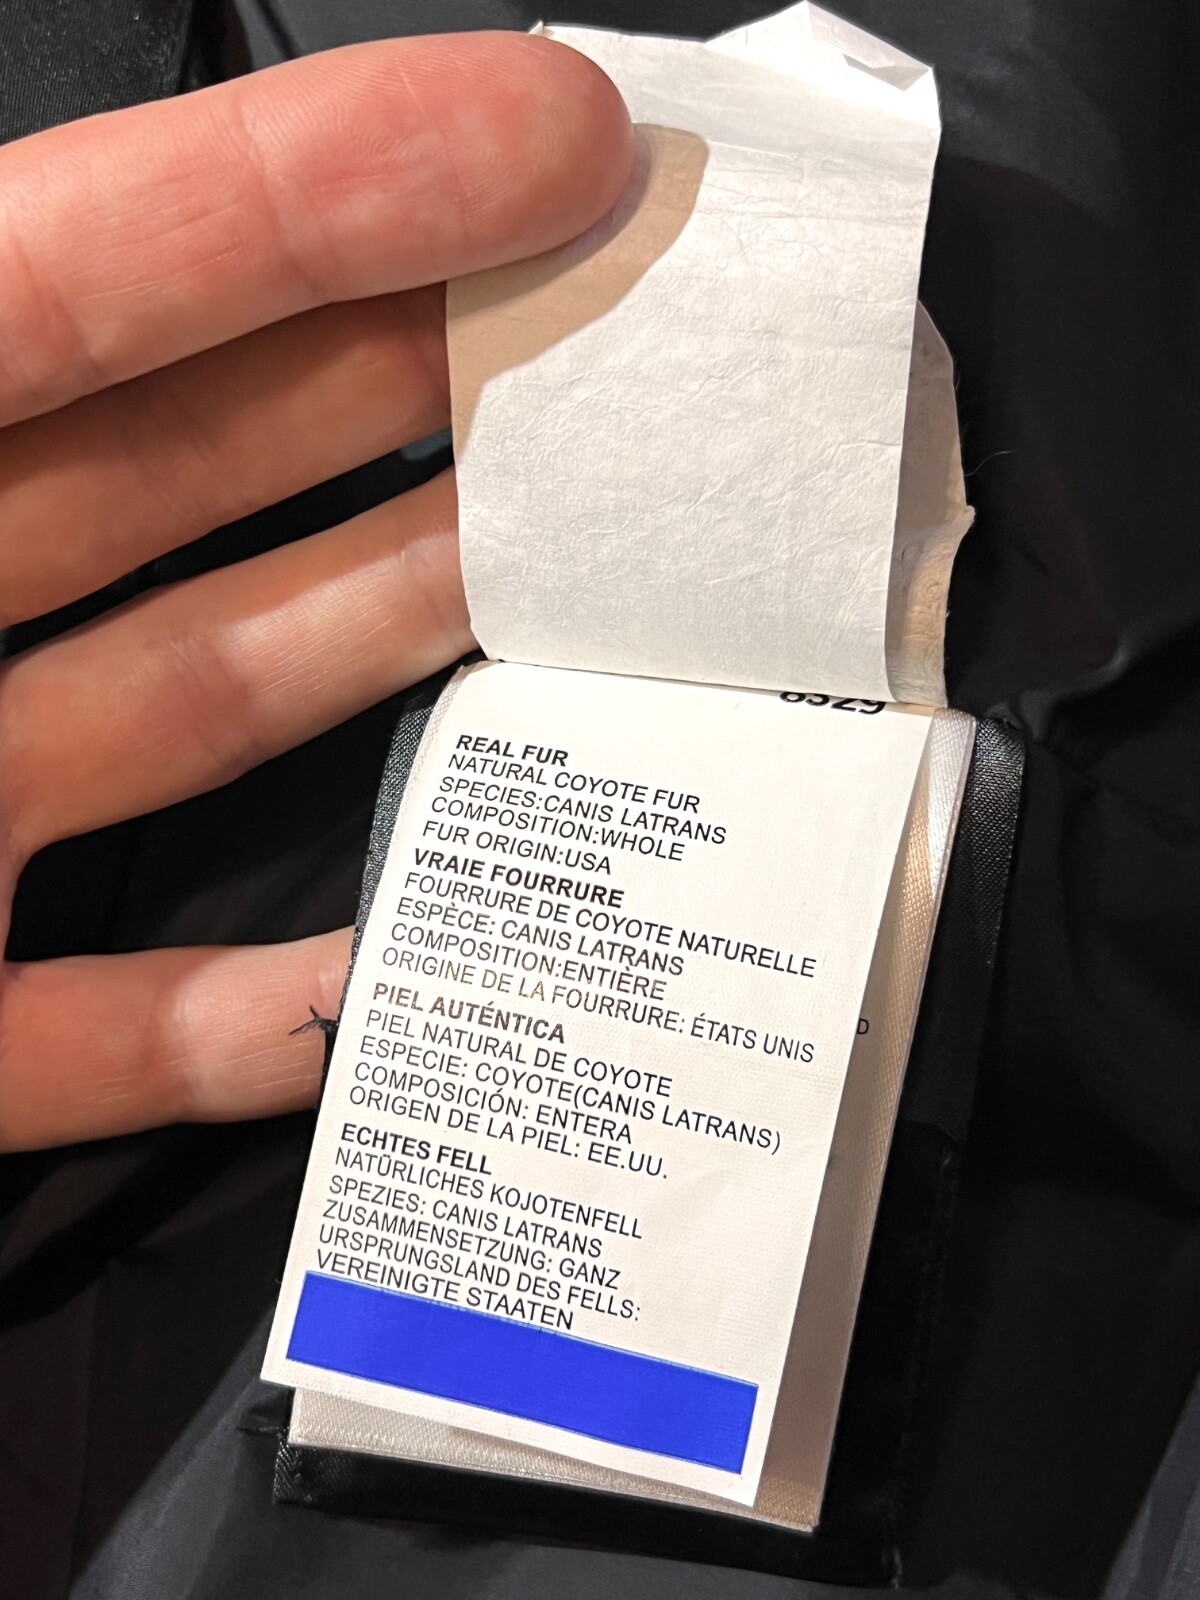 8329
REAL FUR
NATURAL COYOTE FUR
SPECIES:CANIS LATRANS
COMPOSITION:WHOLE
FUR ORIGIN:USA
VRAIE FOURRURE
FOURRURE DE COYOTE NATURELLE
ESPÈCE: CANIS LATRANS
COMPOSITION:ENTIÈRE
ORIGINE DE LA FOURRURE: ÉTATS UNIS
PIEL AUTÉNTICA
PIEL NATURAL DE COYOTE
ESPECIE: COYOTE(CANIS LATRANS)
COMPOSICIÓN: ENTERA
ORIGEN DE LA PIEL: EE.UU.
ECHTES FELL
NATÜRLICHES KOJOTENFELL
SPEZIES: CANIS LATRANS
ZUSAMMENSETZUNG: GANZ
URSPRUNGSLAND DES FELLS:
VEREINIGTE STAATEN
D